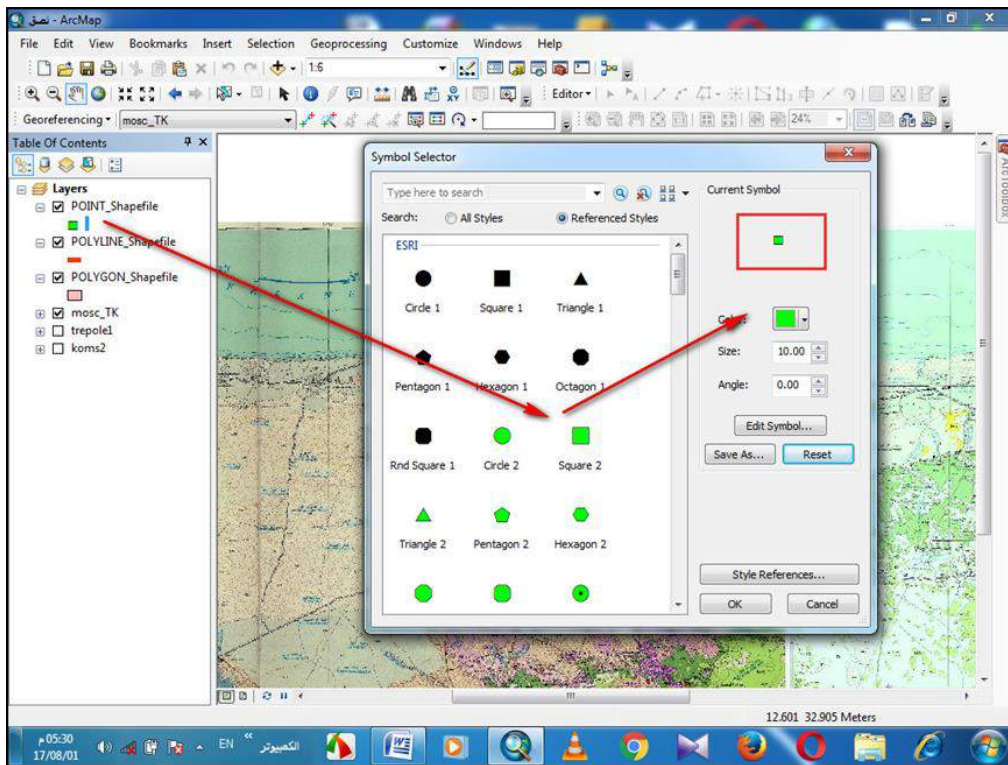 نصق - ArcMap
File Edit View Bookmarks Insert Selection Geoprocessing Customize Windows Help
1:6
Editor
Georeferencing mosc_TK 24%
Table Of Contents
Layers
POINT_Shapefile
POLYLINE_Shapefile
POLYGON_Shapefile
mosc_TK
trepole1
koms2
ArcToolbox
Symbol Selector
Type here to search
Search: All Styles Referenced Styles
ESRI
Circle 1 Square 1 Triangle 1
Pentagon 1 Hexagon 1 Octagon 1
Rnd Square 1 Circle 2 Square 2
Triangle 2 Pentagon 2 Hexagon 2
Current Symbol
Color:
Size: 10.00
Angle: 0.00
Edit Symbol...
Save As... Reset
Style References...
OK Cancel
12.601 32.905 Meters
05:30 م
17/08/01
EN
الكمبيوتر